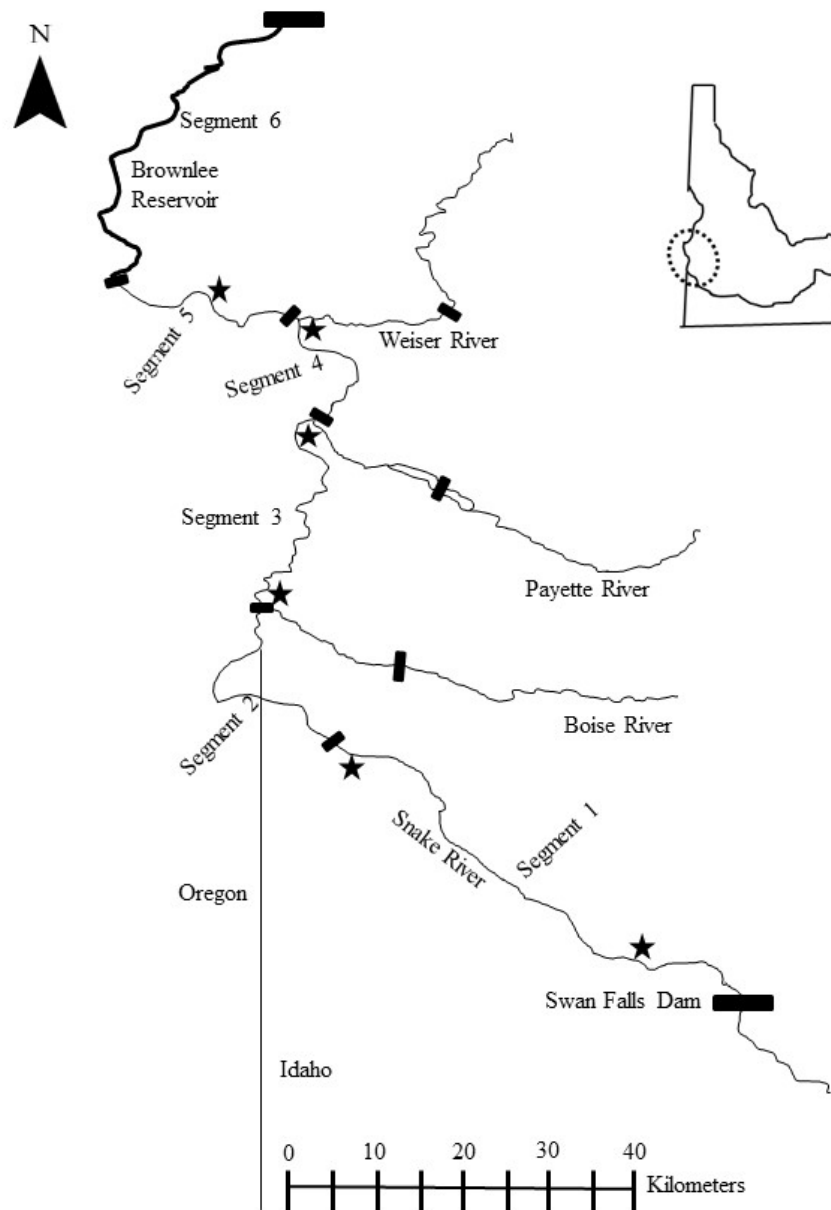 N
Segment 6
Brownlee
Reservoir
Segment 5
Weiser River
Segment 4
Segment 3
Payette River
Segment 2
Boise River
Snake River
Segment 1
Oregon
Swan Falls Dam
Idaho
0 10 20 30 40
Kilometers